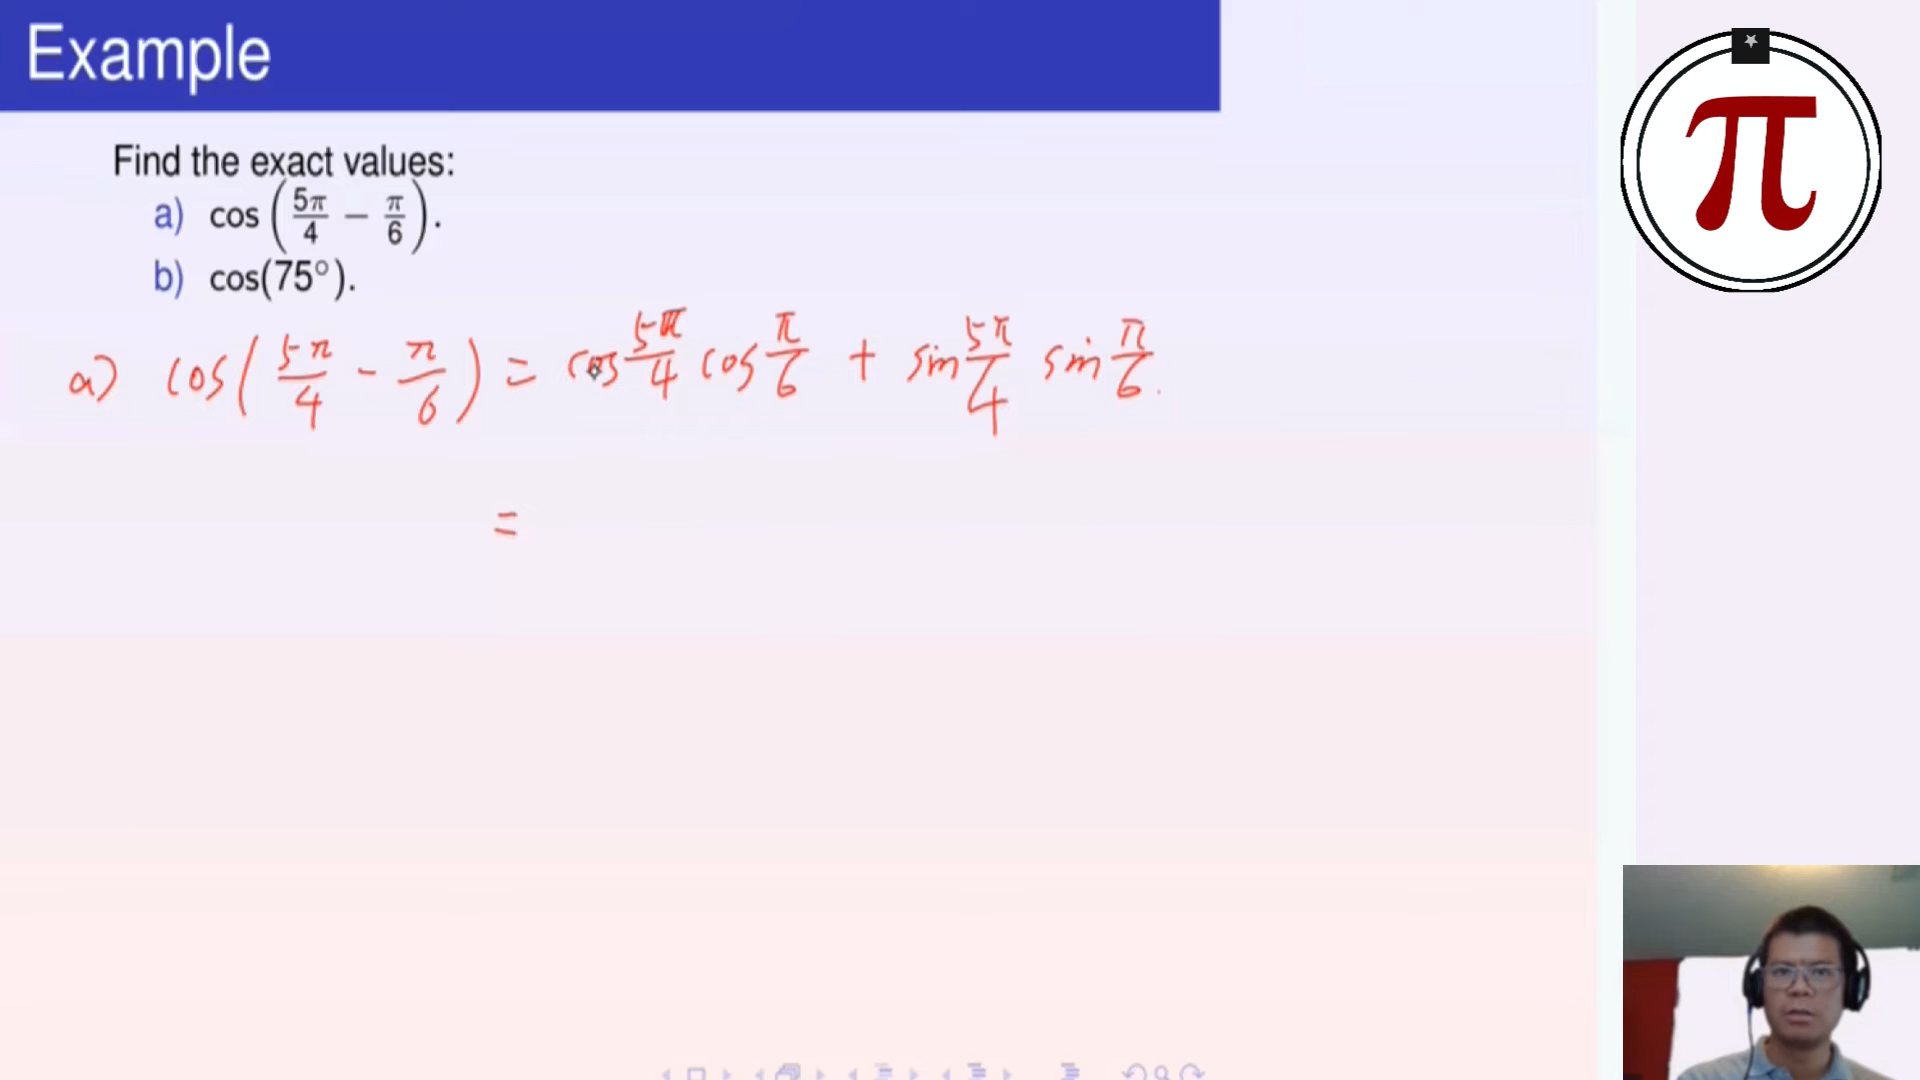 Example
Find the exact values:
a) cos(5π/4 − π/6).
b) cos(75°).
a) cos(5π/4 - π/6) = cos 5π/4 cos π/6 + sin 5π/4 sin π/6.
=
π